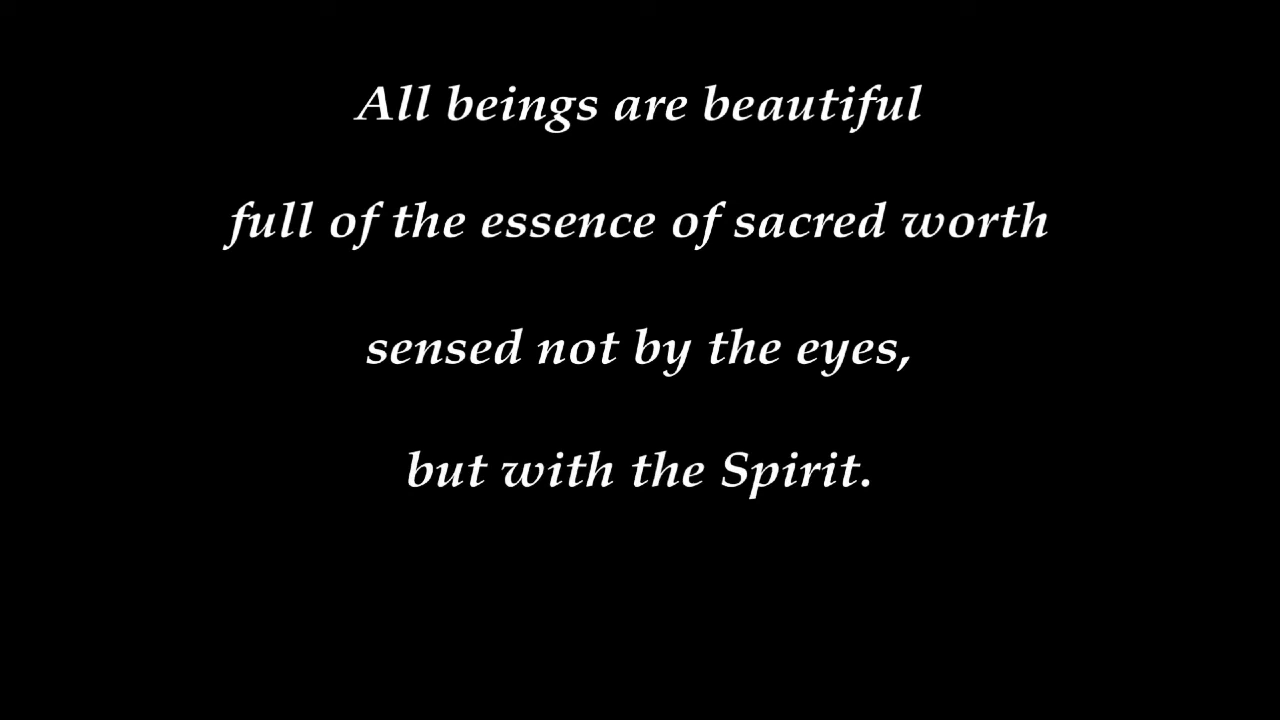 All beings are beautiful
full of the essence of sacred worth
sensed not by the eyes,
but with the Spirit.